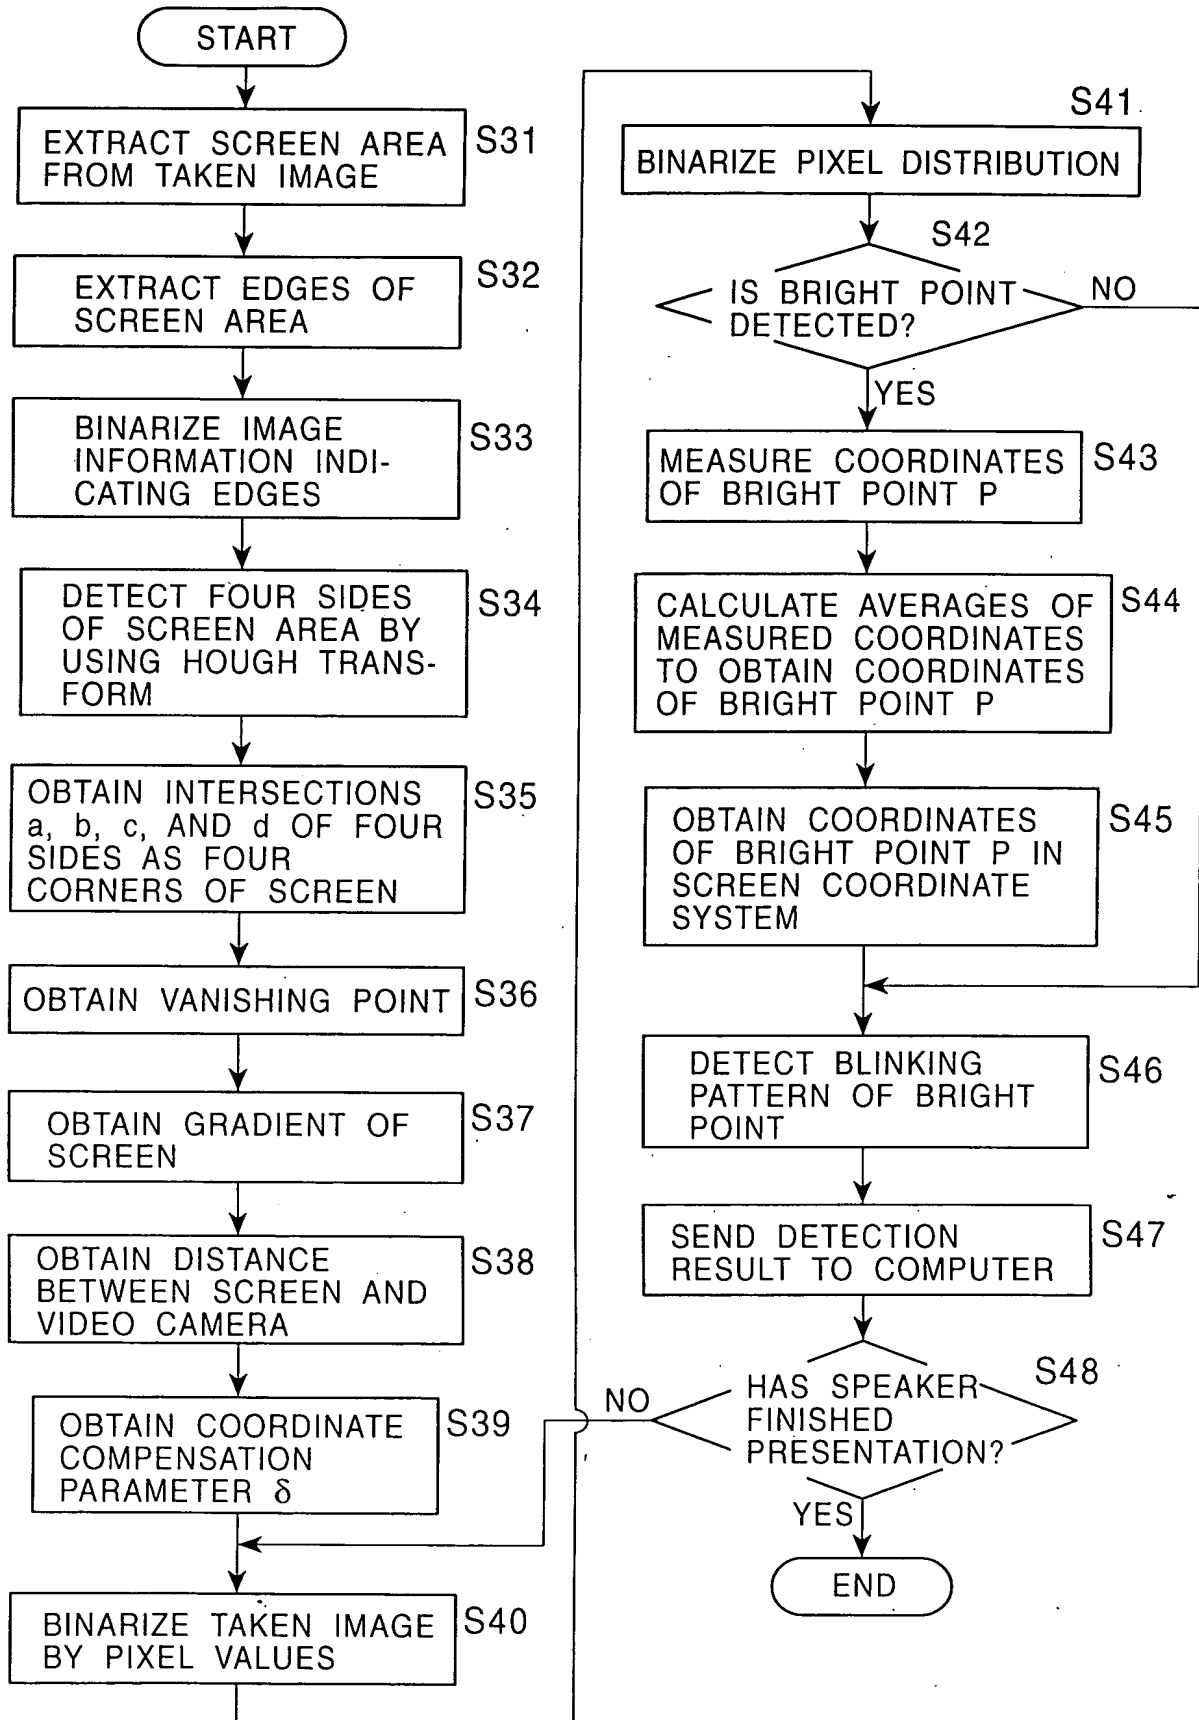 START
EXTRACT SCREEN AREA
FROM TAKEN IMAGE
S31
EXTRACT EDGES OF
SCREEN AREA
S32
BINARIZE IMAGE
INFORMATION INDI-
CATING EDGES
S33
DETECT FOUR SIDES
OF SCREEN AREA BY
USING HOUGH TRANS-
FORM
S34
OBTAIN INTERSECTIONS
a, b, c, AND d OF FOUR
SIDES AS FOUR
CORNERS OF SCREEN
S35
OBTAIN VANISHING POINT
S36
OBTAIN GRADIENT OF
SCREEN
S37
OBTAIN DISTANCE
BETWEEN SCREEN AND
VIDEO CAMERA
S38
OBTAIN COORDINATE
COMPENSATION
PARAMETER δ
S39
BINARIZE TAKEN IMAGE
BY PIXEL VALUES
S40
S41
BINARIZE PIXEL DISTRIBUTION
S42
IS BRIGHT POINT
DETECTED?
NO
YES
MEASURE COORDINATES
OF BRIGHT POINT P
S43
CALCULATE AVERAGES OF
MEASURED COORDINATES
TO OBTAIN COORDINATES
OF BRIGHT POINT P
S44
OBTAIN COORDINATES
OF BRIGHT POINT P IN
SCREEN COORDINATE
SYSTEM
S45
DETECT BLINKING
PATTERN OF BRIGHT
POINT
S46
SEND DETECTION
RESULT TO COMPUTER
S47
HAS SPEAKER
FINISHED
PRESENTATION?
S48
NO
YES
END